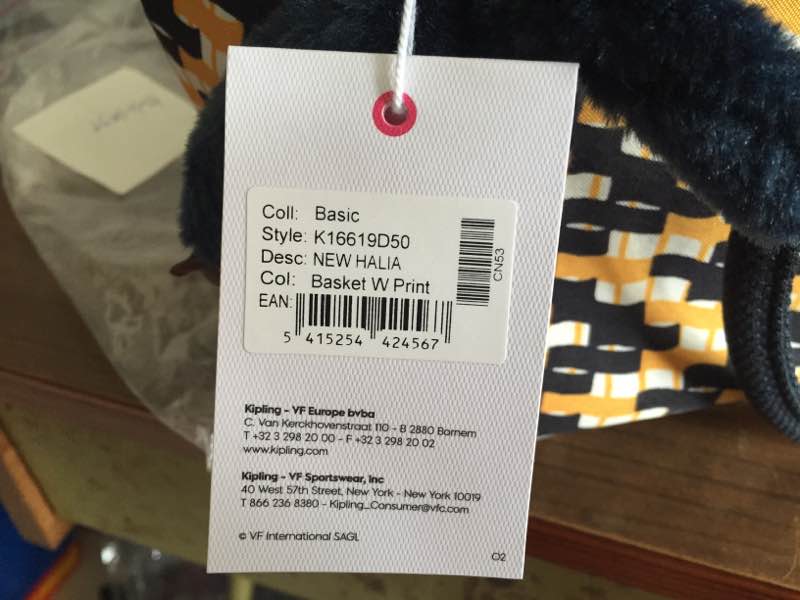 Coll: Basic
Style: K16619D50
Desc: NEW HALIA
Col: Basket W Print
EAN:
5 415254 424567
CN53
Kipling - VF Europe bvba
C. Van Kerckhovenstraat 110 - B 2880 Bornem
T +32 3 298 20 00 - F +32 3 298 20 02
www.kipling.com
Kipling - VF Sportswear, Inc
40 West 57th Street, New York - New York 10019
T 866 236 8380 - Kipling_Consumer@vfc.com
© VF International SAGL
02